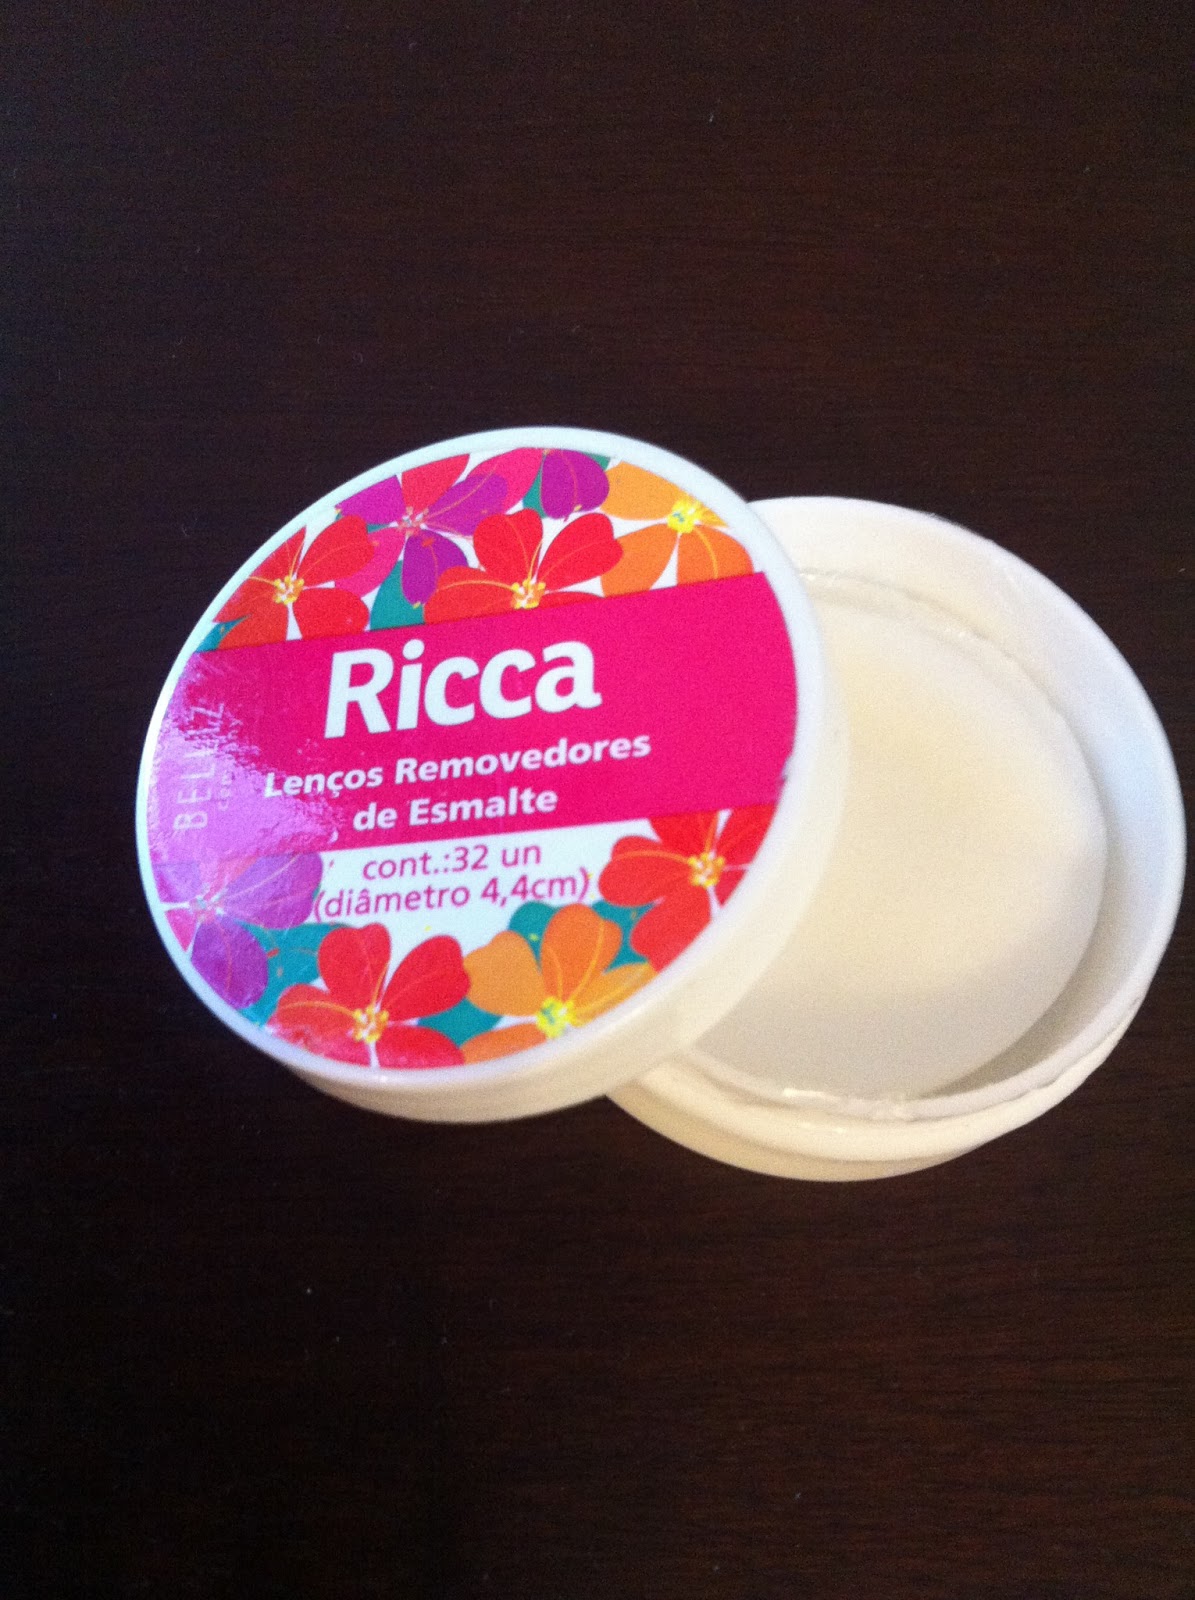 Ricca
Lenços Removedores
de Esmalte
cont.:32 un
(diâmetro 4,4cm)